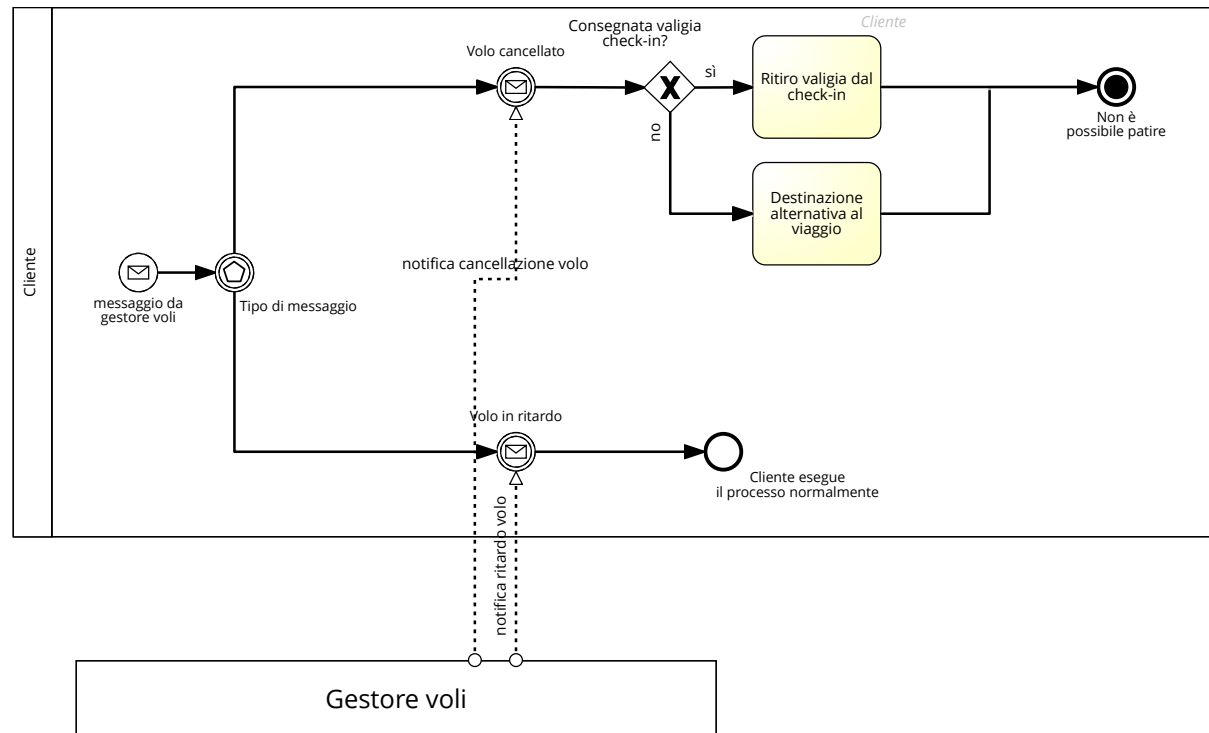 Cliente
Consegnata valigia
check-in?
Volo cancellato
sì
Ritiro valigia dal
check-in
Non è
possibile patire
no
Destinazione
alternativa al
viaggio
Cliente
notifica cancellazione volo
messaggio da
gestore voli
Tipo di messaggio
Volo in ritardo
Cliente esegue
il processo normalmente
notifica ritardo volo
Gestore voli